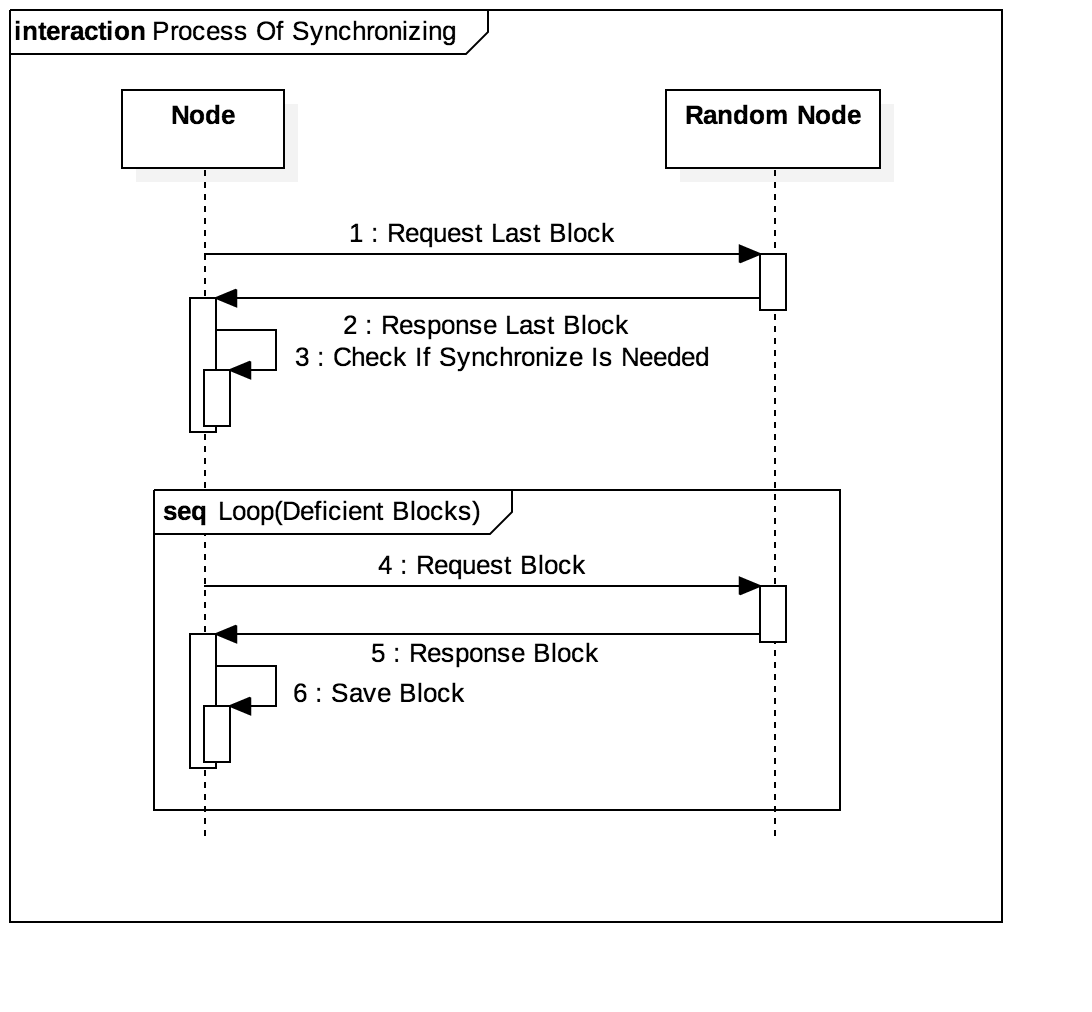 interaction Process Of Synchronizing
Node
Random Node
1 : Request Last Block
2 : Response Last Block
3 : Check If Synchronize Is Needed
seq Loop(Deficient Blocks)
4 : Request Block
5 : Response Block
6 : Save Block